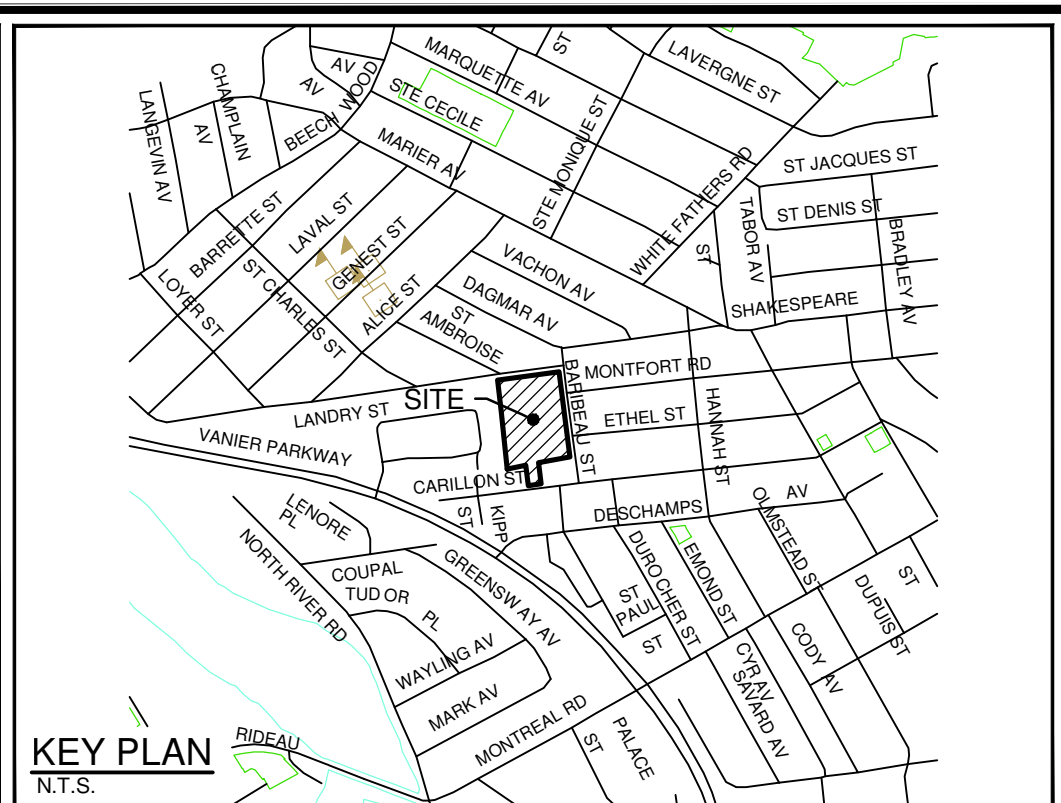 LANGEVIN AV
CHAMPLAIN
AV
AV
AV
BEECH WOOD
MARQUETTE AV
STE CECILE
MARIER AV
ST
LAVERGNE ST
STE MONIQUE ST
WHITE FATHERS RD
ST JACQUES ST
ST DENIS ST
TABOR AV
ST
BRADLEY AV
SHAKESPEARE
BARRETTE ST
LAVAL ST
GENEST ST
ALICE ST
LOYER ST
ST CHARLES ST
VACHON AV
DAGMAR AV
ST
AMBROISE
MONTFORT RD
BARIBEAU ST
ETHEL ST
HANNAH ST
SITE
LANDRY ST
VANIER PARKWAY
CARILLON ST
ST
KIPP
DESCHAMPS
AV
OLMSTEAD ST
LENORE
PL
NORTH RIVER RD
COUPAL
TUD OR
PL
GREENSWAY AV
WAYLING AV
MARK AV
MONTREAL RD
DURO CHER ST
EMOND ST
ST
PAUL
ST
CYR AV
SAVARD AV
CODY AV
DUPUIS ST
ST
PALACE
ST
RIDEAU
KEY PLAN
N.T.S.